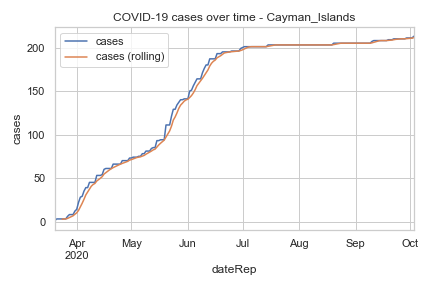 COVID-19 cases over time - Cayman_Islands
cases
cases (rolling)
200
150
100
50
0
cases
Apr May Jun Jul Aug Sep Oct
2020
dateRep